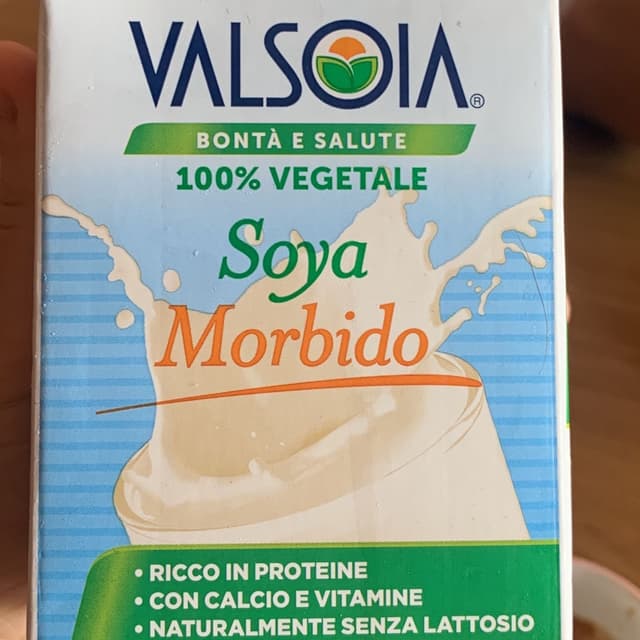 VALSOIA®
BONTÀ E SALUTE
100% VEGETALE
Soya
Morbido
• RICCO IN PROTEINE
• CON CALCIO E VITAMINE
• NATURALMENTE SENZA LATTOSIO